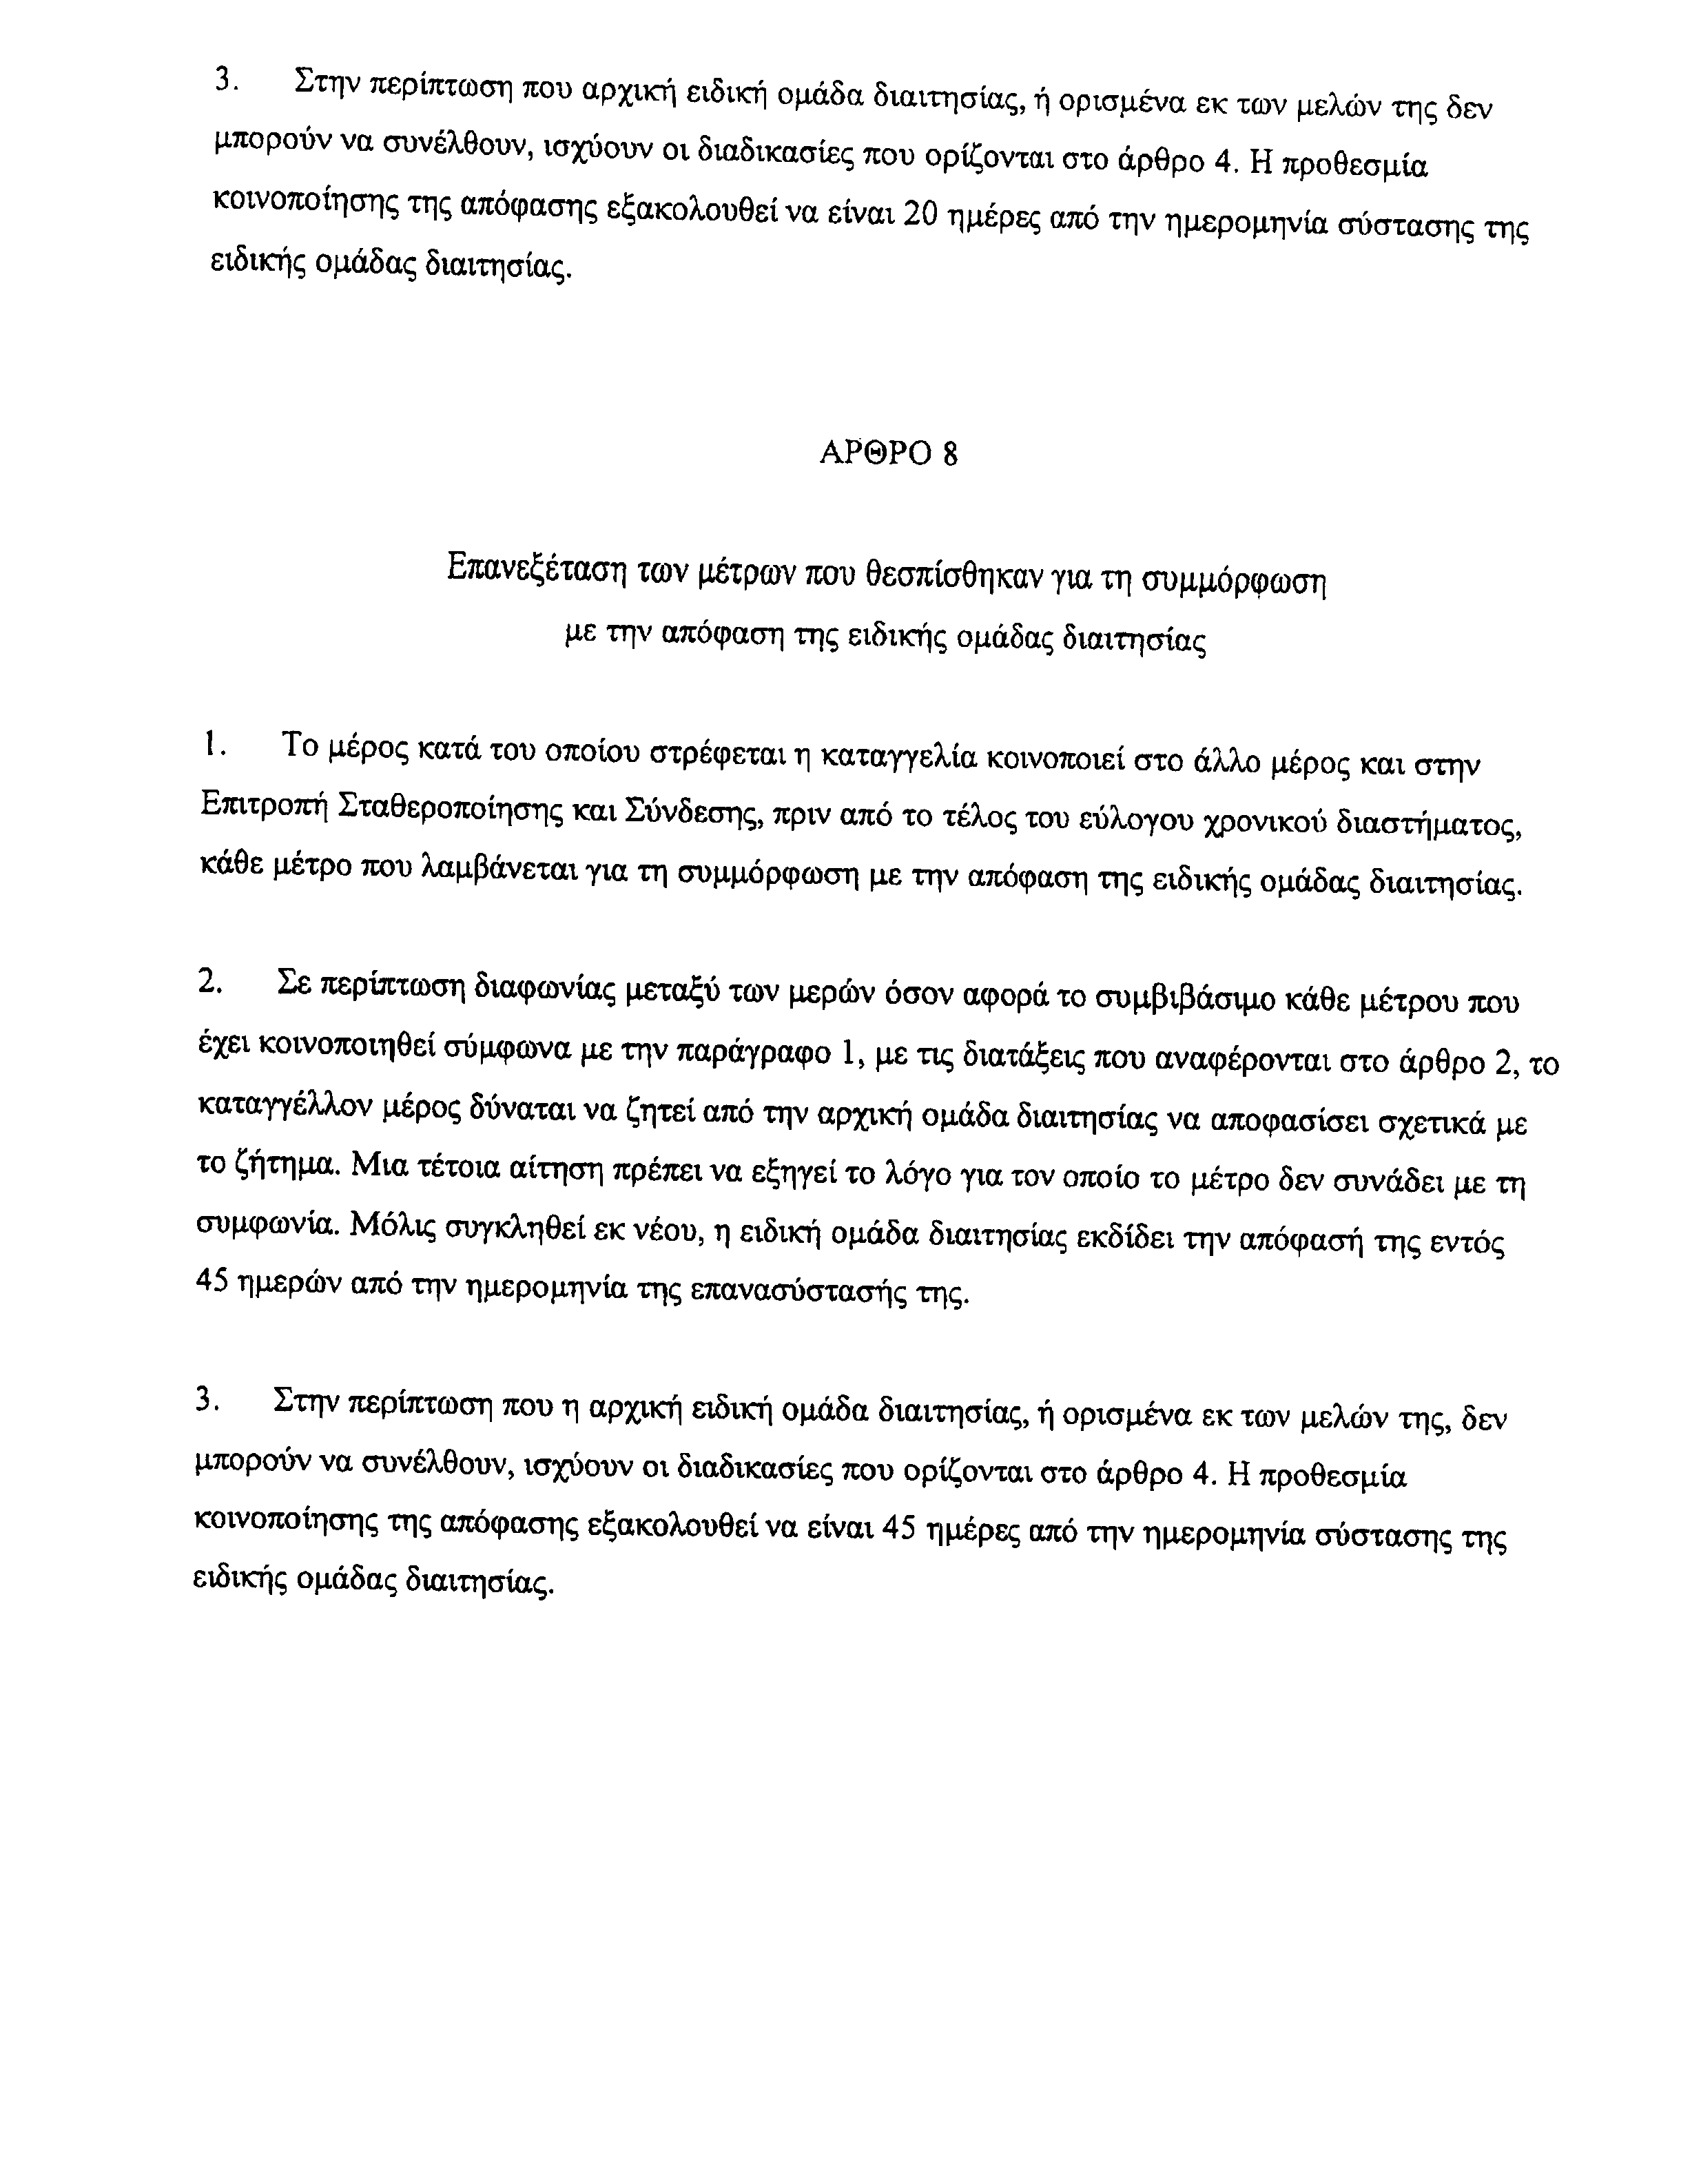 3. Στην περίπτωση που αρχική ειδική ομάδα διαιτησίας, ή ορισμένα εκ των μελών της δεν
μπορούν να συνέλθουν, ισχύουν οι διαδικασίες που ορίζονται στο άρθρο 4. Η προθεσμία
κοινοποίησης της απόφασης εξακολουθεί να είναι 20 ημέρες από την ημερομηνία σύστασης της
ειδικής ομάδας διαιτησίας.
ΑΡΘΡΟ 8
Επανεξέταση των μέτρων που θεσπίσθηκαν για τη συμμόρφωση
με την απόφαση της ειδικής ομάδας διαιτησίας
1. Το μέρος κατά του οποίου στρέφεται η καταγγελία κοινοποιεί στο άλλο μέρος και στην
Επιτροπή Σταθεροποίησης και Σύνδεσης, πριν από το τέλος του εύλογου χρονικού διαστήματος,
κάθε μέτρο που λαμβάνεται για τη συμμόρφωση με την απόφαση της ειδικής ομάδας διαιτησίας.
2. Σε περίπτωση διαφωνίας μεταξύ των μερών όσον αφορά το συμβιβάσιμο κάθε μέτρου που
έχει κοινοποιηθεί σύμφωνα με την παράγραφο 1, με τις διατάξεις που αναφέρονται στο άρθρο 2, το
καταγγέλλον μέρος δύναται να ζητεί από την αρχική ομάδα διαιτησίας να αποφασίσει σχετικά με
το ζήτημα. Μια τέτοια αίτηση πρέπει να εξηγεί το λόγο για τον οποίο το μέτρο δεν συνάδει με τη
συμφωνία. Μόλις συγκληθεί εκ νέου, η ειδική ομάδα διαιτησίας εκδίδει την απόφασή της εντός
45 ημερών από την ημερομηνία της επανασύστασής της.
3. Στην περίπτωση που η αρχική ειδική ομάδα διαιτησίας, ή ορισμένα εκ των μελών της, δεν
μπορούν να συνέλθουν, ισχύουν οι διαδικασίες που ορίζονται στο άρθρο 4. Η προθεσμία
κοινοποίησης της απόφασης εξακολουθεί να είναι 45 ημέρες από την ημερομηνία σύστασης της
ειδικής ομάδας διαιτησίας.